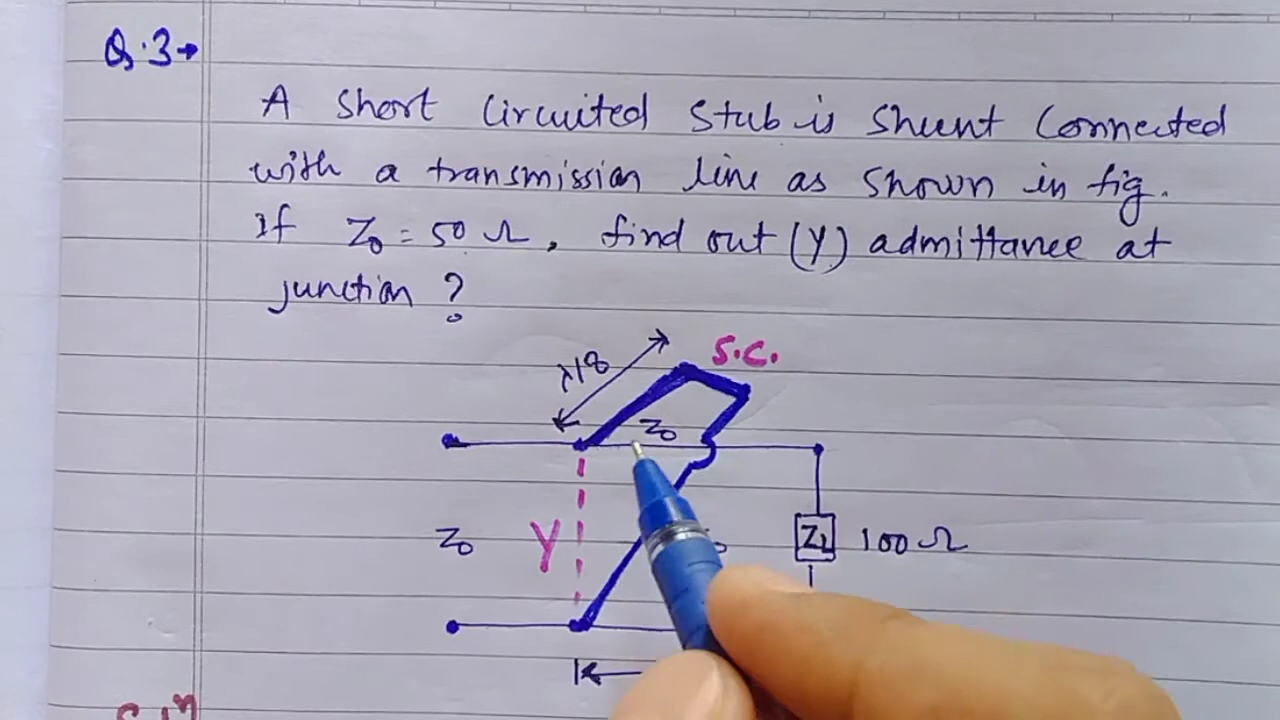 Q.3→
A Short Circuited Stub is Shunt Connected
with a transmission line as shown in fig.
If Z₀ = 50 Ω, find out (Y) admittance at
junction ?
λ/8
S.C.
Z₀
Z₀ Y
ZL 100 Ω